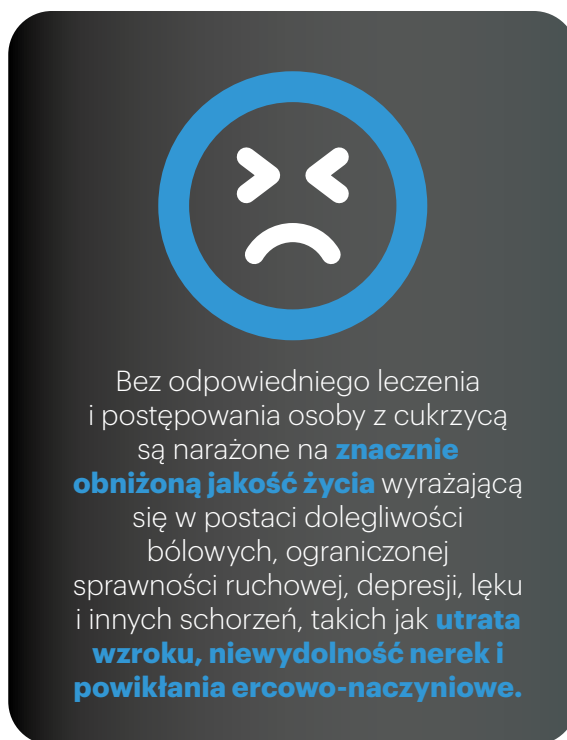 Bez odpowiedniego leczenia
i postępowania osoby z cukrzycą
są narażone na znacznie
obniżoną jakość życia wyrażającą
się w postaci dolegliwości
bólowych, ograniczonej
sprawności ruchowej, depresji, lęku
i innych schorzeń, takich jak utrata
wzroku, niewydolność nerek i
powikłania ercowo-naczyniowe.